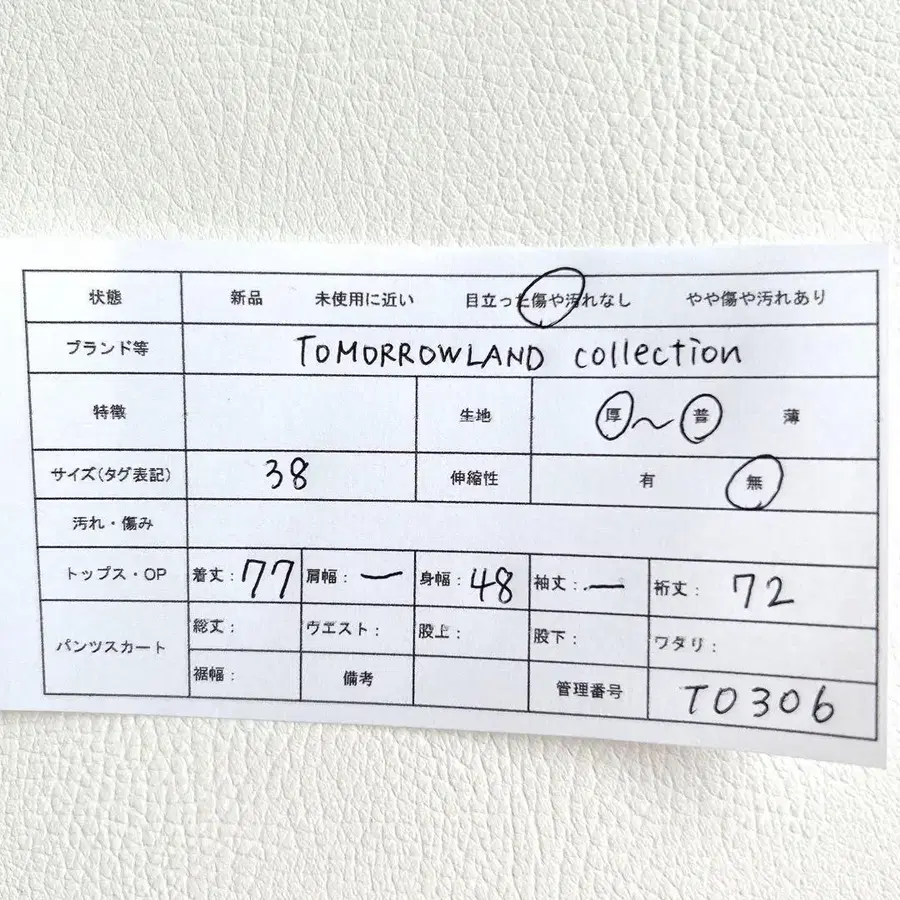 状態 新品 未使用に近い 目立った傷や汚れなし やや傷や汚れあり
ブランド等 TOMORROWLAND collection
特徴 生地 厚〜普 薄
サイズ(タグ表記) 38 伸縮性 有 無
汚れ・傷み
トップス・OP 着丈：77 肩幅：ー 身幅：48 袖丈：ー 裄丈：72
パンツスカート 総丈： ウエスト： 股上： 股下： ワタリ：
裾幅： 備考 管理番号 TO306